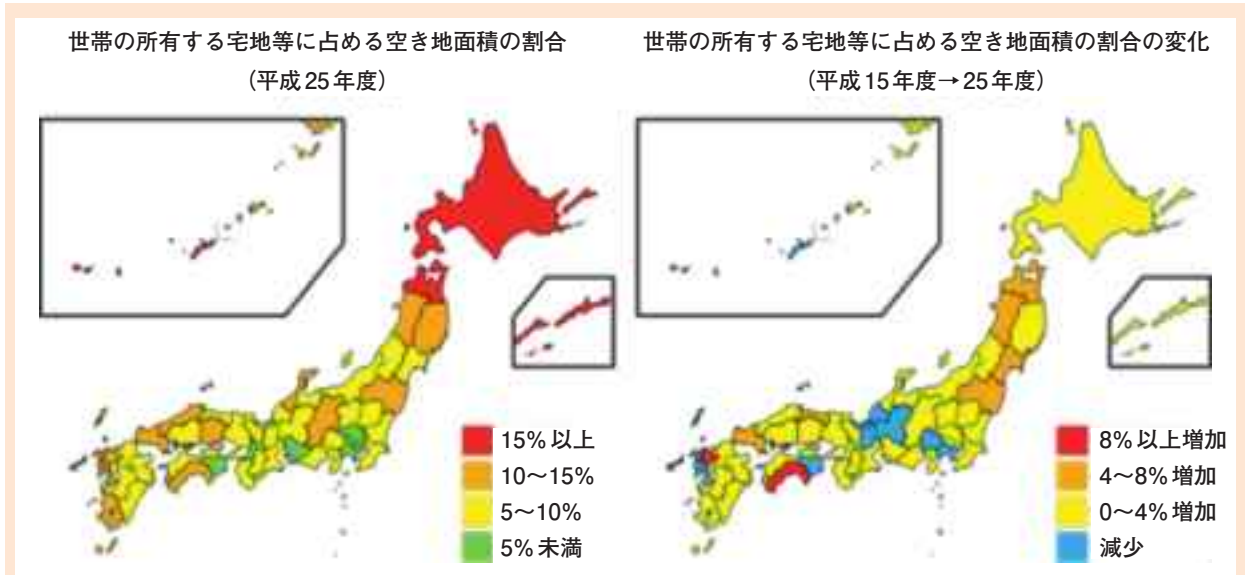 世帯の所有する宅地等に占める空き地面積の割合
（平成25年度）
15%以上
10～15%
5～10%
5%未満
世帯の所有する宅地等に占める空き地面積の割合の変化
（平成15年度→25年度）
8%以上増加
4～8%増加
0～4%増加
減少